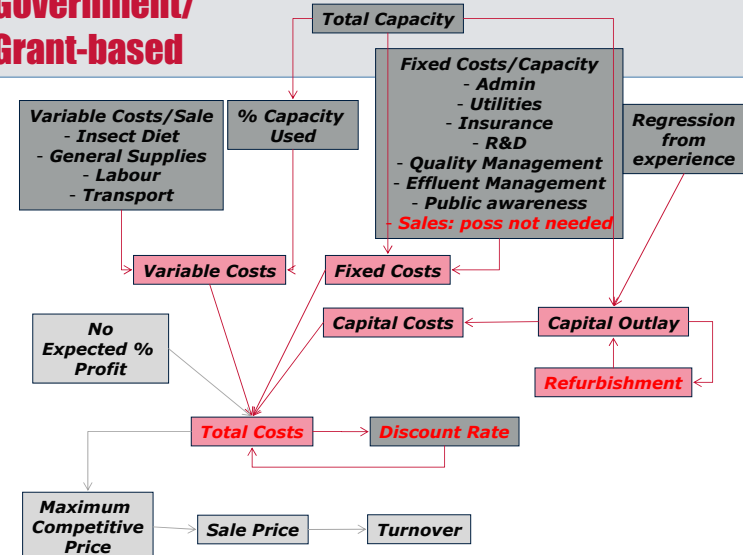 Government/
Grant-based
Total Capacity
Fixed Costs/Capacity
- Admin
- Utilities
- Insurance
- R&D
- Quality Management
- Effluent Management
- Public awareness
- Sales: poss not needed
Variable Costs/Sale
- Insect Diet
- General Supplies
- Labour
- Transport
% Capacity
Used
Regression
from
experience
Variable Costs
Fixed Costs
Capital Costs
Capital Outlay
No
Expected %
Profit
Refurbishment
Total Costs
Discount Rate
Maximum
Competitive
Price
Sale Price
Turnover